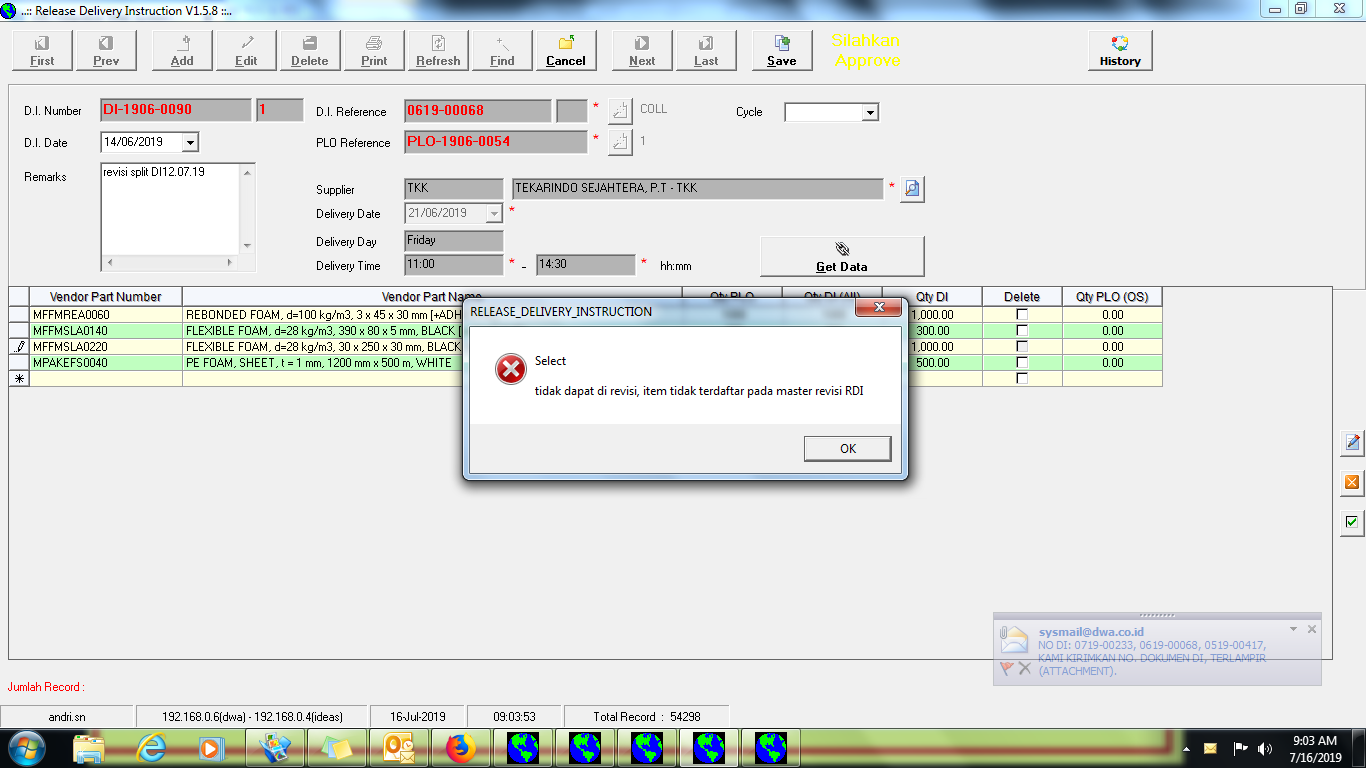 ..:: Release Delivery Instruction V1.5.8 ::..
First Prev Add Edit Delete Print Refresh Find Cancel Next Last Save Silahkan Approve History
D.I. Number DI-1906-0090 1 D.I. Reference 0619-00068 * COLL Cycle
D.I. Date 14/06/2019 PLO Reference PLO-1906-0054 * 1
Remarks revisi split DI12.07.19
Supplier TKK TEKARINDO SEJAHTERA, P.T - TKK *
Delivery Date 21/06/2019 *
Delivery Day Friday
Delivery Time 11:00 * - 14:30 * hh:mm
Get Data
Vendor Part Number Vendor Part Name Qty PLO Qty DI (All) Qty DI Delete Qty PLO (OS)
MFFMREA0060 REBONDED FOAM, d=100 kg/m3, 3 x 45 x 30 mm [+ADH 1,000.00 0.00
MFFMSLA0140 FLEXIBLE FOAM, d=28 kg/m3, 390 x 80 x 5 mm, BLACK [ 300.00 0.00
MFFMSLA0220 FLEXIBLE FOAM, d=28 kg/m3, 30 x 250 x 30 mm, BLACK 1,000.00 0.00
MPAKEFS0040 PE FOAM, SHEET, t = 1 mm, 1200 mm x 500 m, WHITE 500.00 0.00
RELEASE_DELIVERY_INSTRUCTION
Select
tidak dapat di revisi, item tidak terdaftar pada master revisi RDI
OK
sysmail@dwa.co.id
NO DI: 0719-00233, 0619-00068, 0519-00417,
KAMI KIRIMKAN NO. DOKUMEN DI, TERLAMPIR
(ATTACHMENT).
Jumlah Record :
andri.sn 192.168.0.6(dwa) - 192.168.0.4(ideas) 16-Jul-2019 09:03:53 Total Record : 54298
9:03 AM
7/16/2019